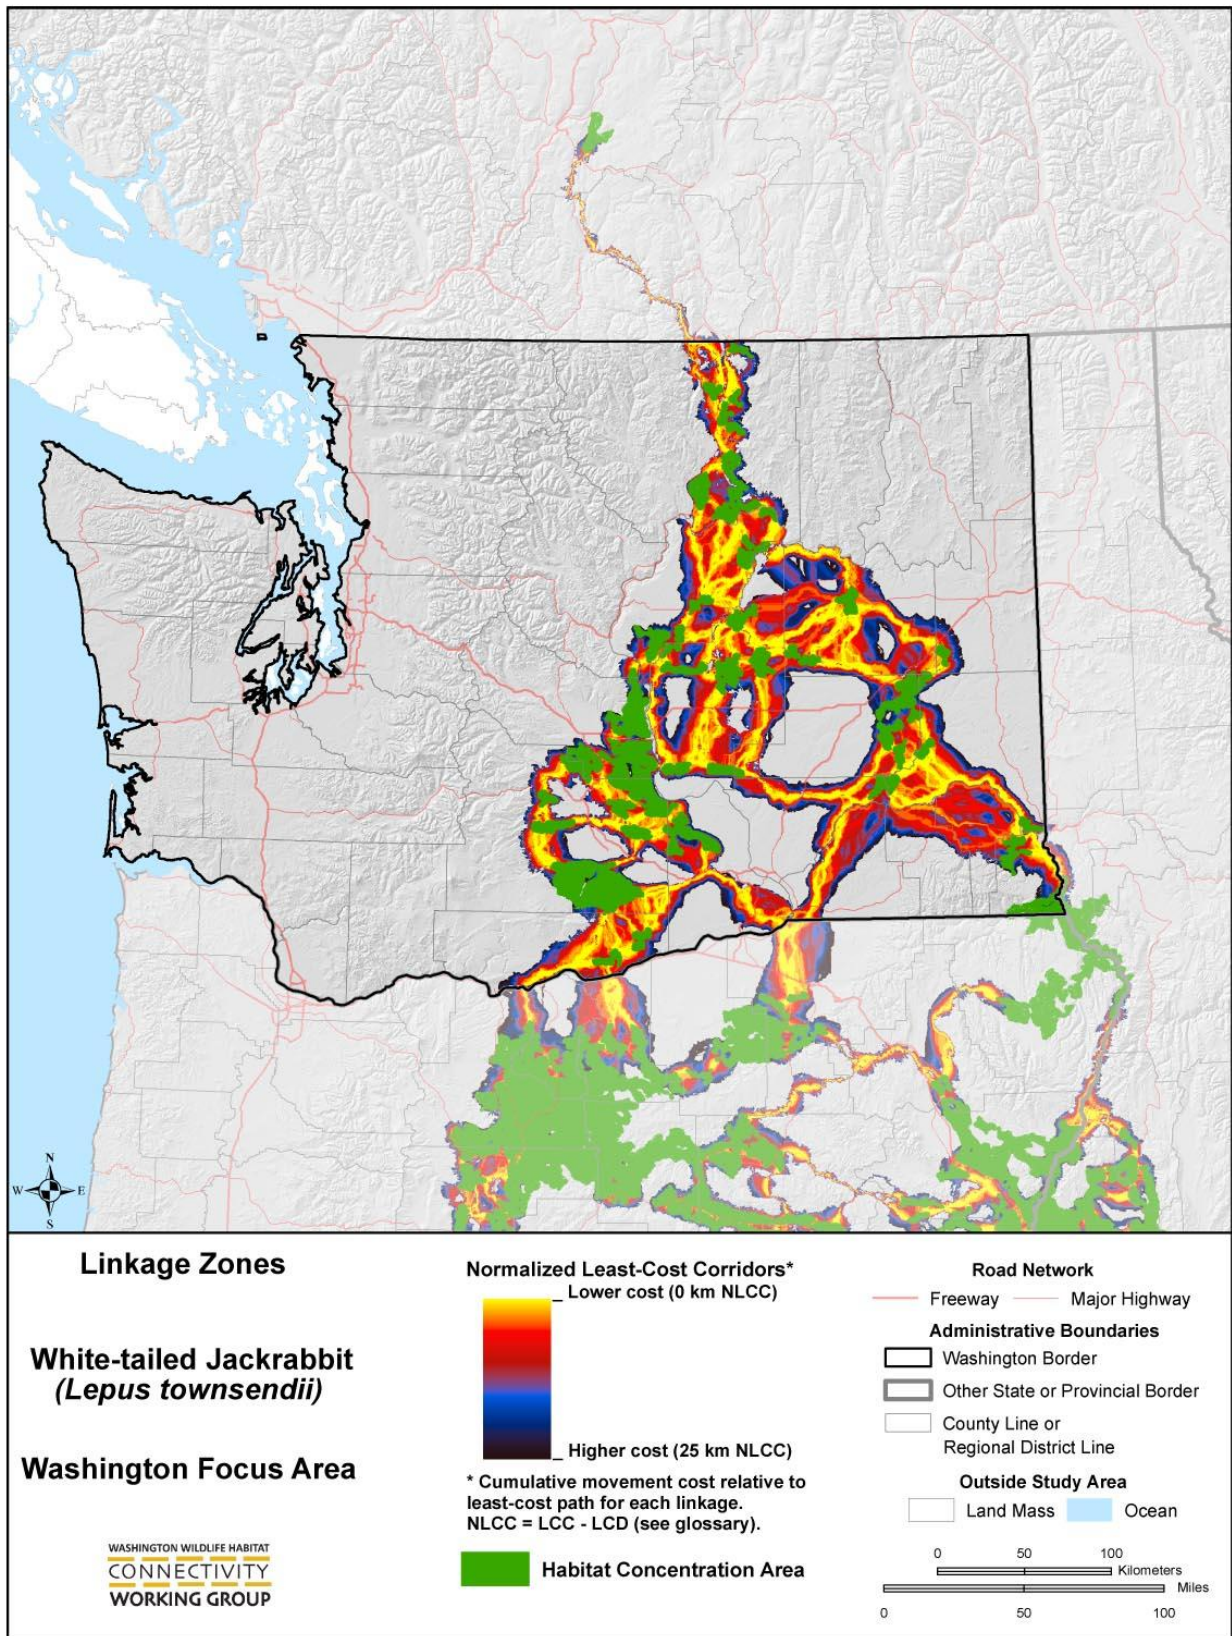 N
W E
S
Linkage Zones
White-tailed Jackrabbit
(Lepus townsendii)
Washington Focus Area
WASHINGTON WILDLIFE HABITAT
CONNECTIVITY
WORKING GROUP
Normalized Least-Cost Corridors*
_ Lower cost (0 km NLCC)
_ Higher cost (25 km NLCC)
* Cumulative movement cost relative to
least-cost path for each linkage.
NLCC = LCC - LCD (see glossary).
Habitat Concentration Area
Road Network
Freeway Major Highway
Administrative Boundaries
Washington Border
Other State or Provincial Border
County Line or
Regional District Line
Outside Study Area
Land Mass Ocean
0 50 100
Kilometers
Miles
0 50 100